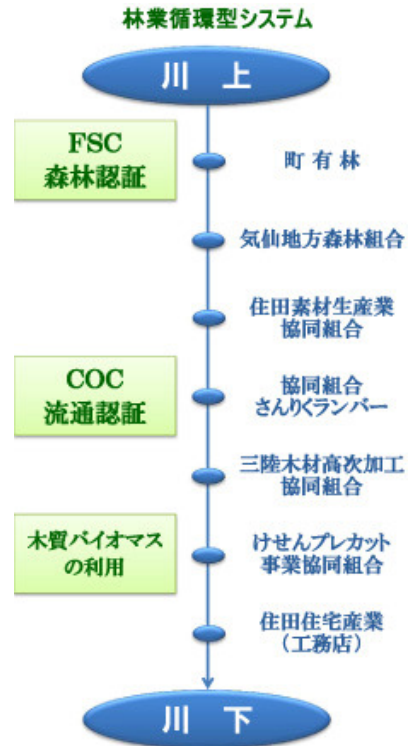 林業循環型システム
川 上
FSC
森林認証
町 有 林
気仙地方森林組合
住田素材生産業
協同組合
COC
流通認証
協同組合
さんりくランバー
三陸木材高次加工
協同組合
木質バイオマス
の利用
けせんプレカット
事業協同組合
住田住宅産業
（工務店）
川 下